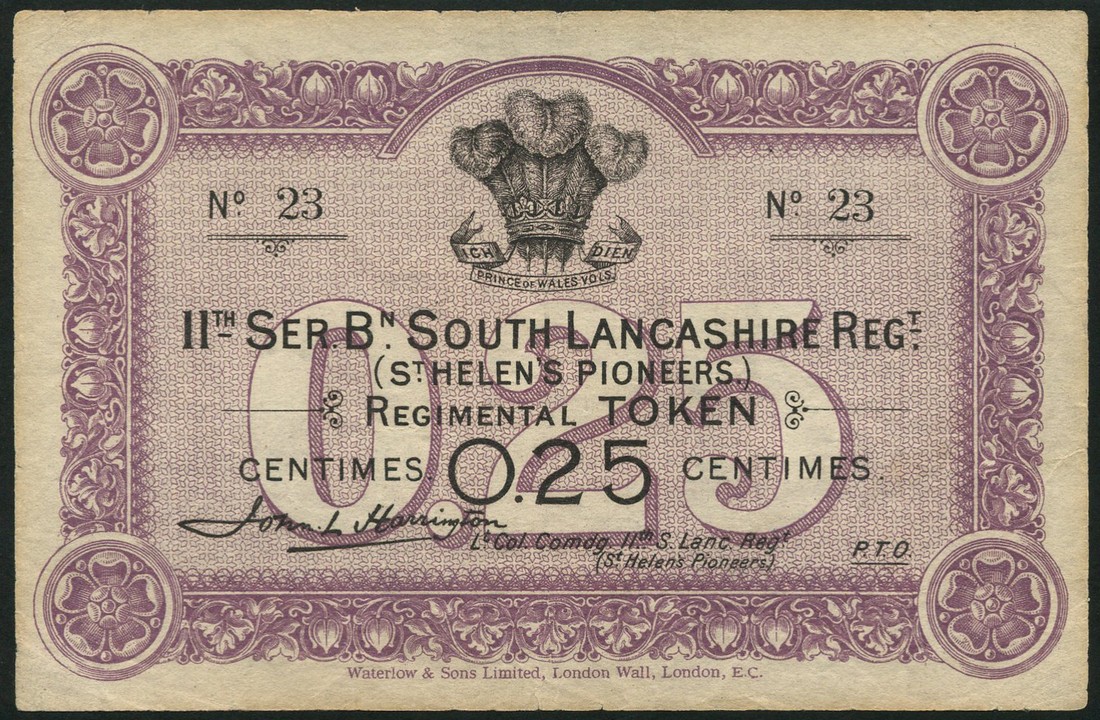 Nº 23
Nº 23
ICH DIEN
PRINCE OF WALES VOLS.
11TH SER. BN. SOUTH LANCASHIRE REGT.
(ST HELEN'S PIONEERS.)
REGIMENTAL TOKEN
0.25
CENTIMES. 0.25 CENTIMES.
John. L Harrington
Lt Col. Comdg. 11th S. Lanc. Regt
(St Helen's Pioneers)
P.T.O.
Waterlow & Sons Limited, London Wall, London, E.C.